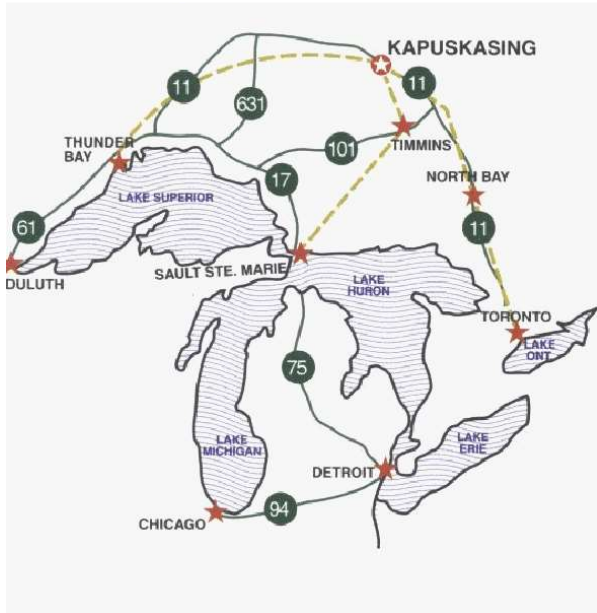 KAPUSKASING
11
11
631
THUNDER
BAY
TIMMINS
101
17
NORTH BAY
LAKE SUPERIOR
61
11
SAULT STE. MARIE
DULUTH
LAKE
HURON
TORONTO
LAKE
ONT
75
LAKE
MICHIGAN
LAKE
ERIE
DETROIT
94
CHICAGO